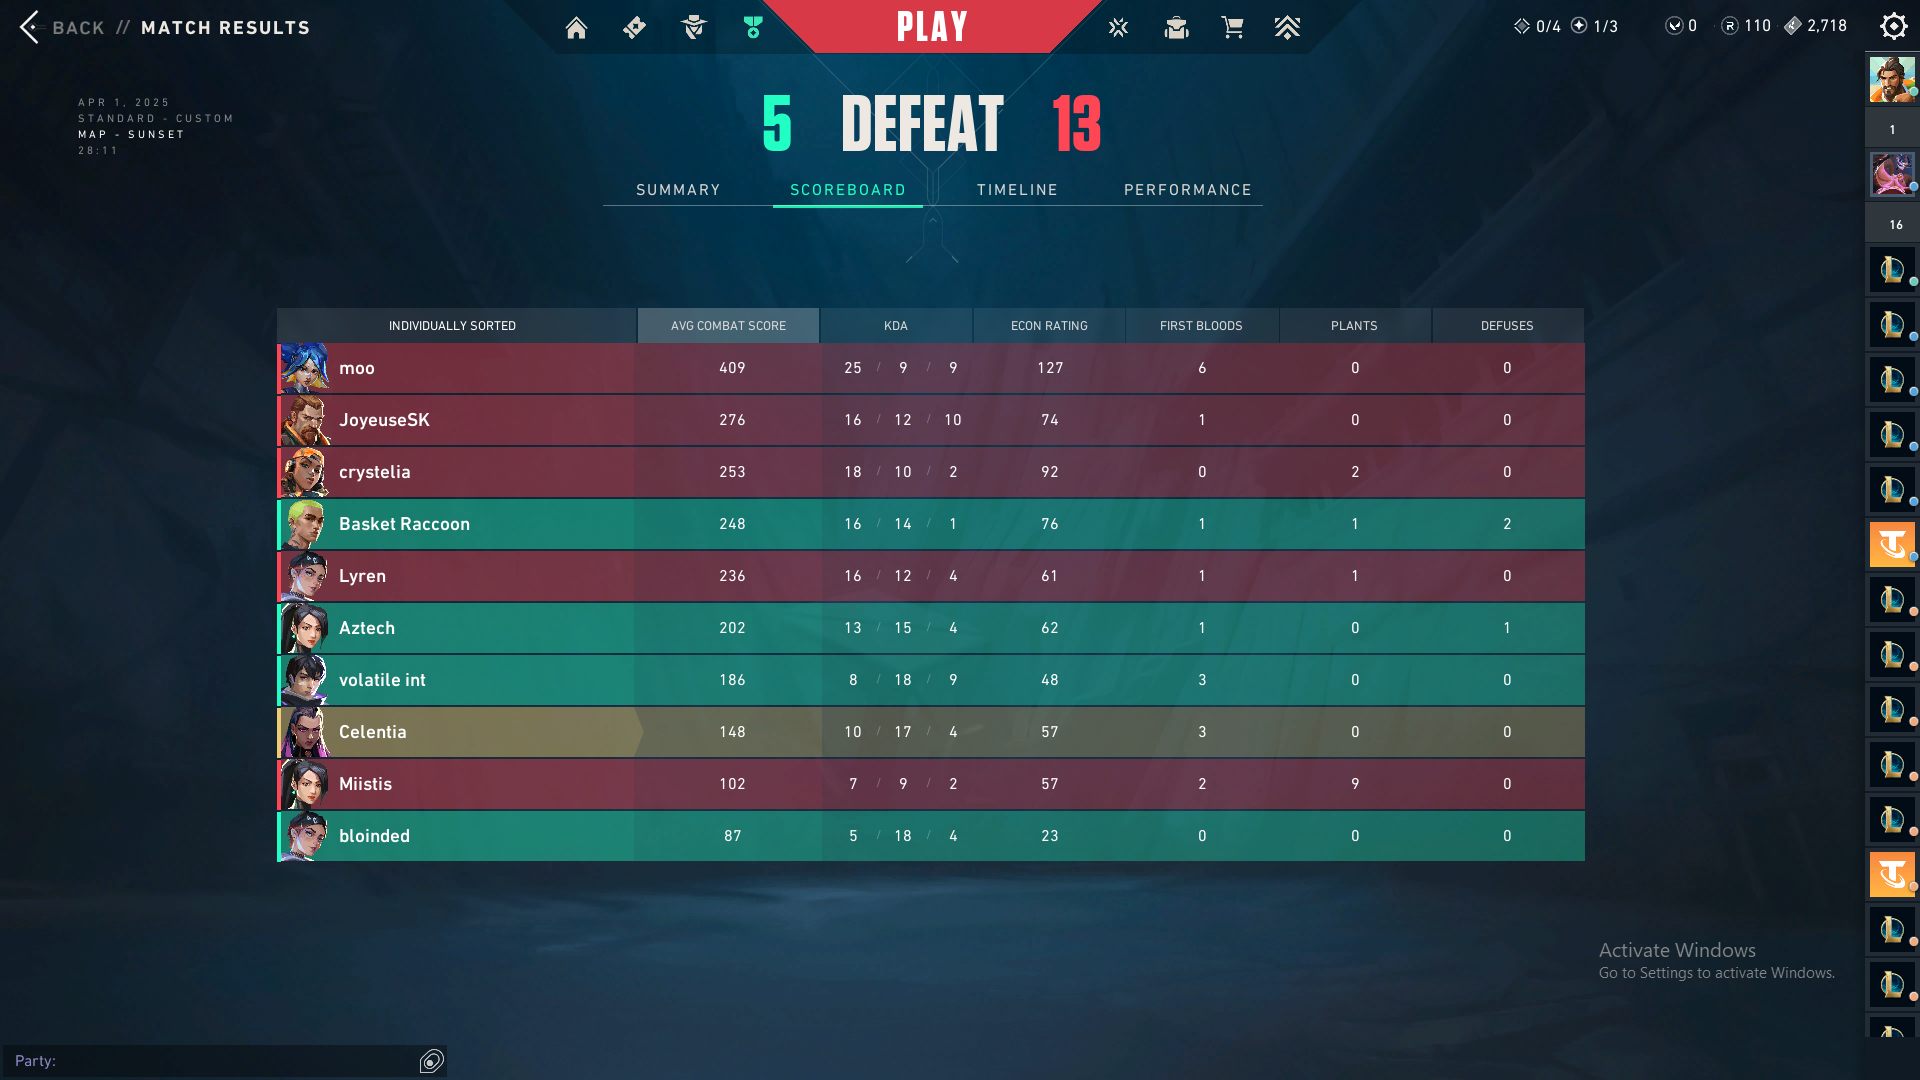 BACK // MATCH RESULTS
PLAY
0/4 1/3 0 110 2,718
APR 1, 2025
STANDARD - CUSTOM
MAP - SUNSET
28:11
5 DEFEAT 13
SUMMARY SCOREBOARD TIMELINE PERFORMANCE
INDIVIDUALLY SORTED AVG COMBAT SCORE KDA ECON RATING FIRST BLOODS PLANTS DEFUSES
moo 409 25 / 9 / 9 127 6 0 0
JoyeuseSK 276 16 / 12 / 10 74 1 0 0
crystelia 253 18 / 10 / 2 92 0 2 0
Basket Raccoon 248 16 / 14 / 1 76 1 1 2
Lyren 236 16 / 12 / 4 61 1 1 0
Aztech 202 13 / 15 / 4 62 1 0 1
volatile int 186 8 / 18 / 9 48 3 0 0
Celentia 148 10 / 17 / 4 57 3 0 0
Miistis 102 7 / 9 / 2 57 2 9 0
bloinded 87 5 / 18 / 4 23 0 0 0
1
16
Activate Windows
Go to Settings to activate Windows.
Party: